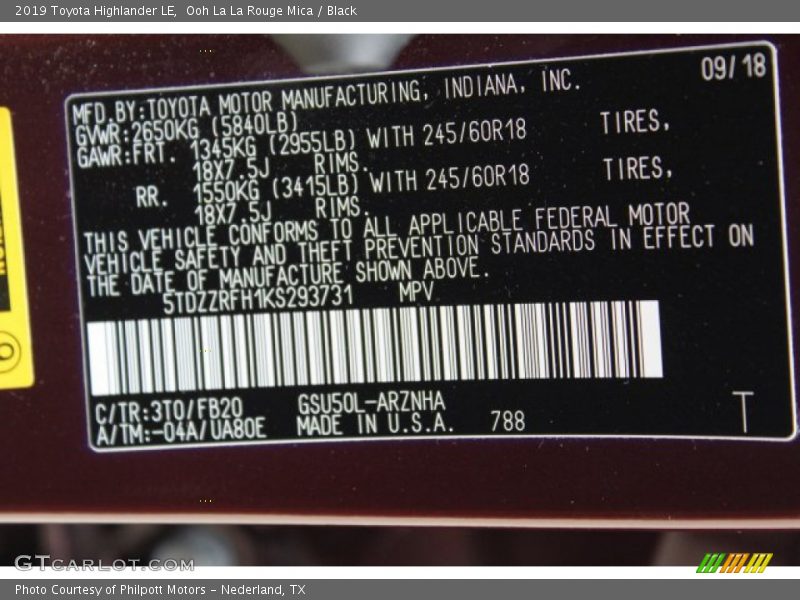 2019 Toyota Highlander LE, Ooh La La Rouge Mica / Black
09/18
MFD.BY:TOYOTA MOTOR MANUFACTURING, INDIANA, INC.
GVWR:2650KG (5840LB)
GAWR:FRT. 1345KG (2955LB) WITH 245/60R18 TIRES,
18X7.5J RIMS.
RR. 1550KG (3415LB) WITH 245/60R18 TIRES,
18X7.5J RIMS.
THIS VEHICLE CONFORMS TO ALL APPLICABLE FEDERAL MOTOR
VEHICLE SAFETY AND THEFT PREVENTION STANDARDS IN EFFECT ON
THE DATE OF MANUFACTURE SHOWN ABOVE.
5TDZZRFH1KS293731 MPV
C/TR:3T0/FB20 GSU50L-ARZNHA
A/TM:-04A/UA80E MADE IN U.S.A. 788
T
GTCARLOT.COM
Photo Courtesy of Philpott Motors - Nederland, TX